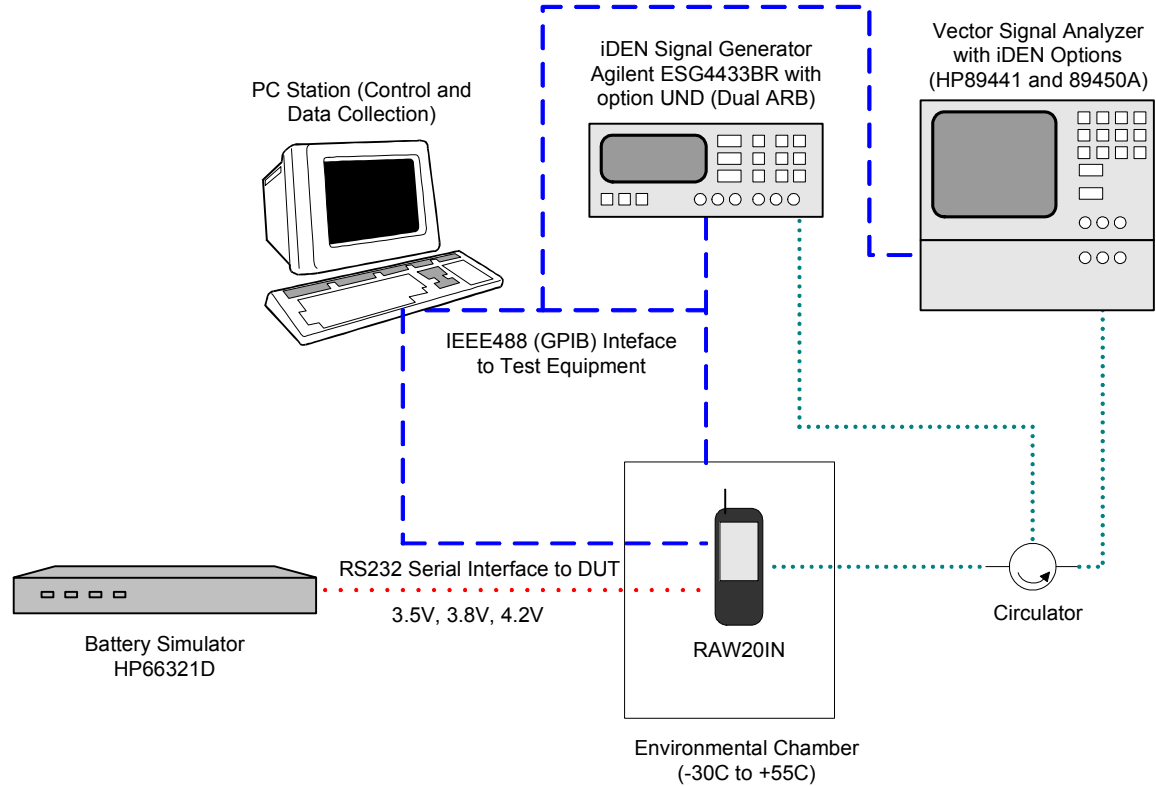 PC Station (Control and
Data Collection)
iDEN Signal Generator
Agilent ESG4433BR with
option UND (Dual ARB)
Vector Signal Analyzer
with iDEN Options
(HP89441 and 89450A)
IEEE488 (GPIB) Inteface
to Test Equipment
RS232 Serial Interface to DUT
3.5V, 3.8V, 4.2V
Battery Simulator
HP66321D
RAW20IN
Circulator
Environmental Chamber
(-30C to +55C)